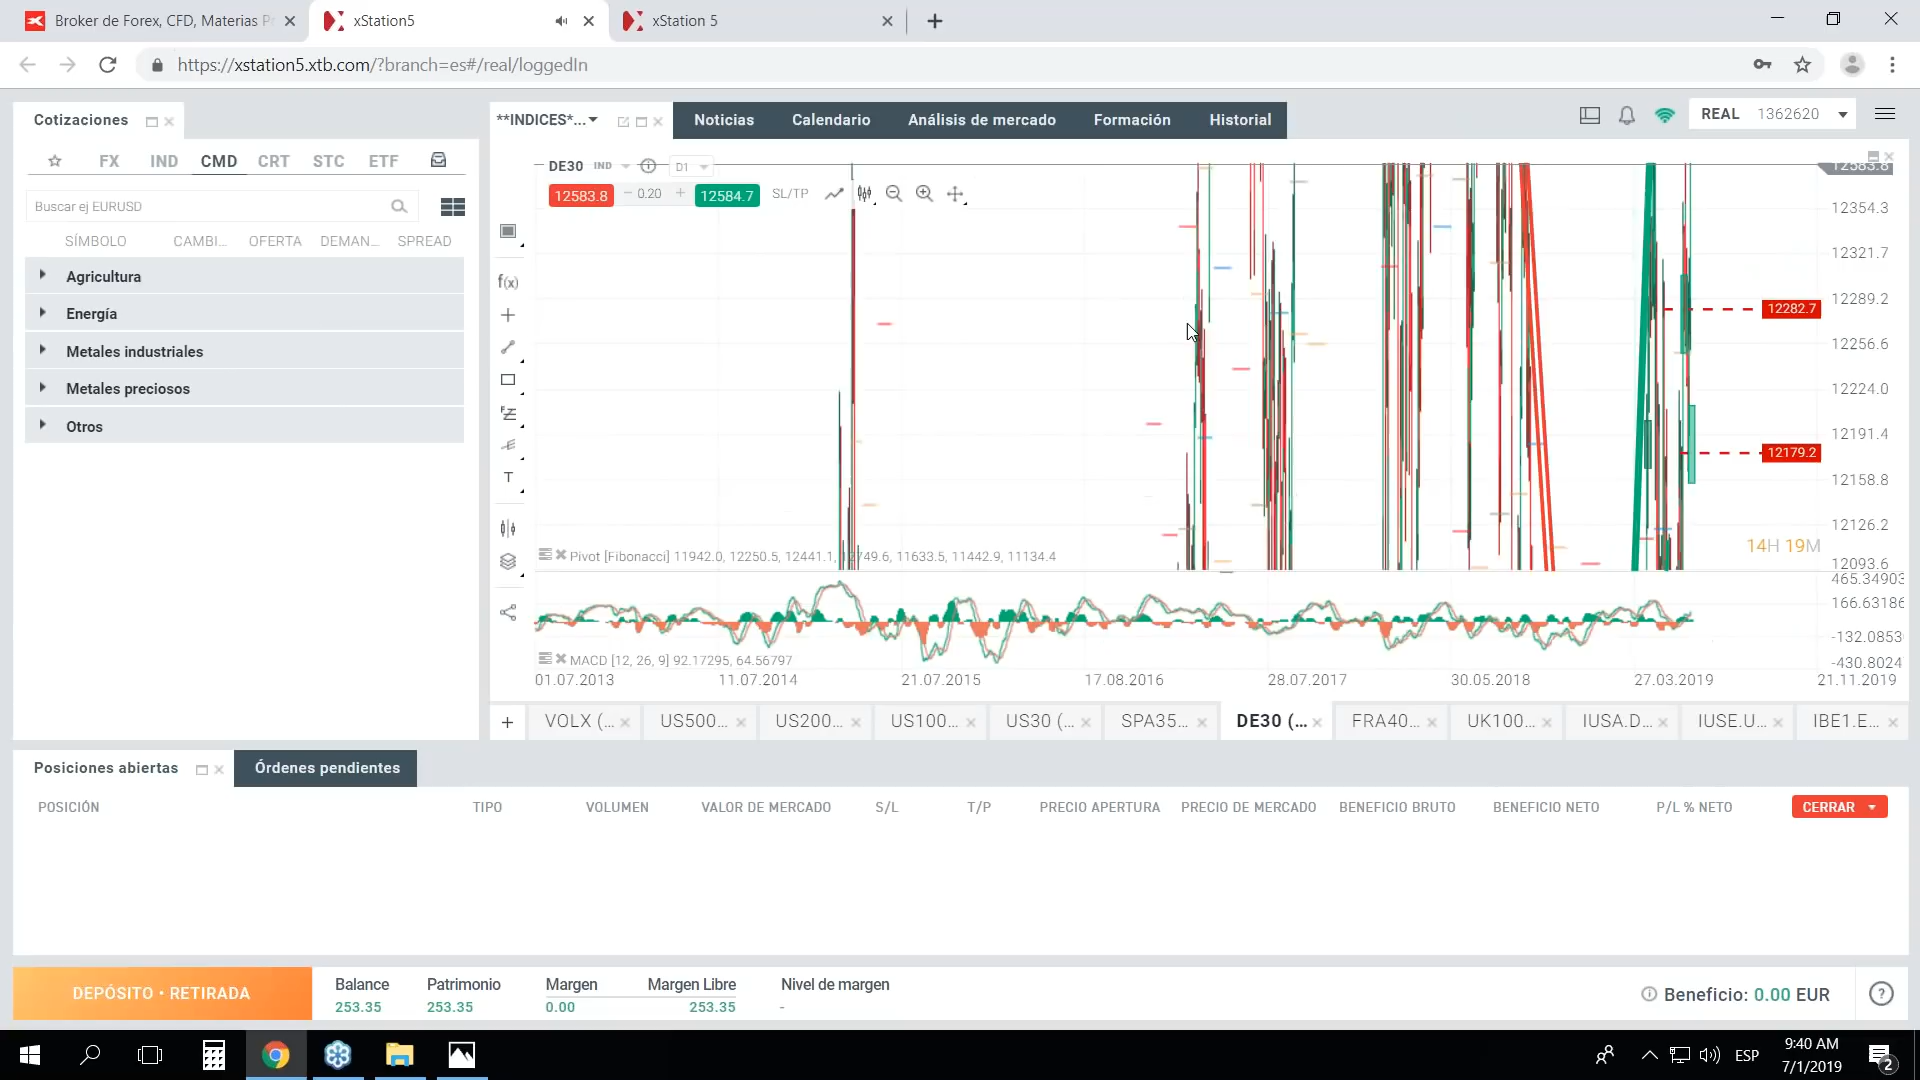 Broker de Forex, CFD, Materias Pr
xStation5
xStation 5
https://xstation5.xtb.com/?branch=es#/real/loggedIn
Cotizaciones
**INDICES*...
Noticias
Calendario
Análisis de mercado
Formación
Historial
REAL 1362620
FX IND CMD CRT STC ETF
Buscar ej EURUSD
SÍMBOLO CAMBI... OFERTA DEMAN... SPREAD
Agricultura
Energía
Metales industriales
Metales preciosos
Otros
DE30 IND D1
12583.8 0.20 12584.7 SL/TP
f(x)
T
12583.8
12354.3
12321.7
12289.2
12282.7
12256.6
12224.0
12191.4
12179.2
12158.8
12126.2
14H 19M
12093.6
Pivot [Fibonacci] 11942.0, 12250.5, 12441.1, 12749.6, 11633.5, 11442.9, 11134.4
465.34903
166.63186
-132.0853
-430.8024
MACD [12, 26, 9] 92.17295, 64.56797
01.07.2013 11.07.2014 21.07.2015 17.08.2016 28.07.2017 30.05.2018 27.03.2019 21.11.2019
VOLX (... US500... US200... US100... US30 (... SPA35... DE30 (... FRA40... UK100... IUSA.D... IUSE.U... IBE1.E...
Posiciones abiertas
Órdenes pendientes
POSICIÓN TIPO VOLUMEN VALOR DE MERCADO S/L T/P PRECIO APERTURA PRECIO DE MERCADO BENEFICIO BRUTO BENEFICIO NETO P/L % NETO CERRAR
DEPÓSITO • RETIRADA
Balance Patrimonio Margen Margen Libre Nivel de margen
253.35 253.35 0.00 253.35 -
Beneficio: 0.00 EUR
ESP
9:40 AM
7/1/2019
2